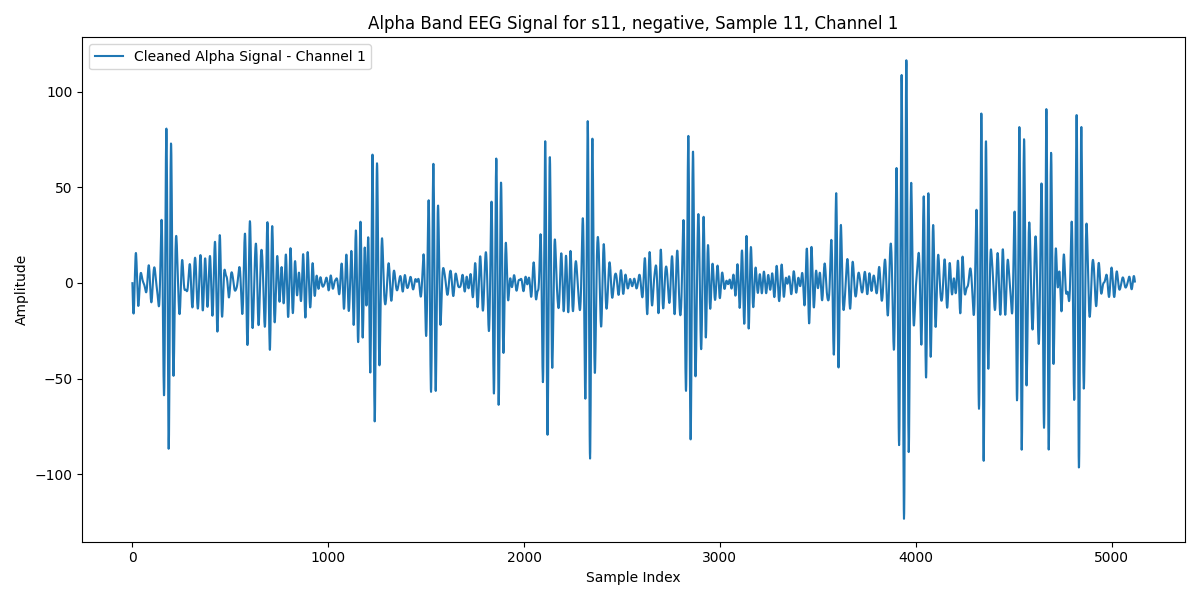 Alpha Band EEG Signal for s11, negative, Sample 11, Channel 1
Cleaned Alpha Signal - Channel 1
100
50
0
−50
−100
Amplitude
0 1000 2000 3000 4000 5000
Sample Index